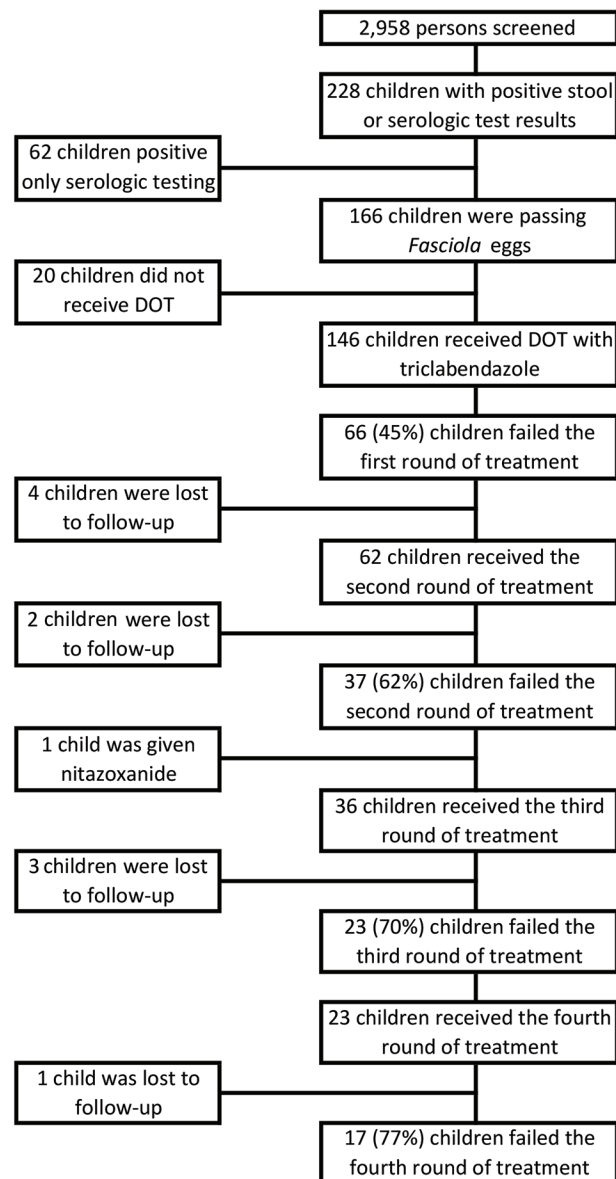 2,958 persons screened
228 children with positive stool
or serologic test results
62 children positive
only serologic testing
166 children were passing
Fasciola eggs
20 children did not
receive DOT
146 children received DOT with
triclabendazole
66 (45%) children failed the
first round of treatment
4 children were lost
to follow-up
62 children received the
second round of treatment
2 children were lost
to follow-up
37 (62%) children failed the
second round of treatment
1 child was given
nitazoxanide
36 children received the third
round of treatment
3 children were lost
to follow-up
23 (70%) children failed the
third round of treatment
23 children received the fourth
round of treatment
1 child was lost to
follow-up
17 (77%) children failed the
fourth round of treatment